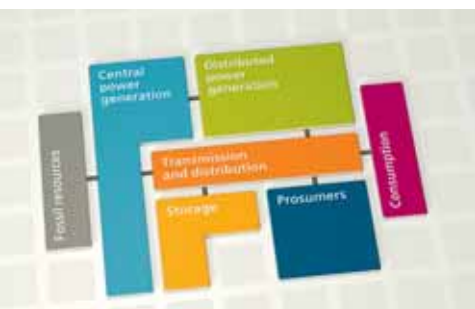 Fossil resources
Central
power
generation
Distributed
power
generation
Transmission
and distribution
Storage
Prosumers
Consumption